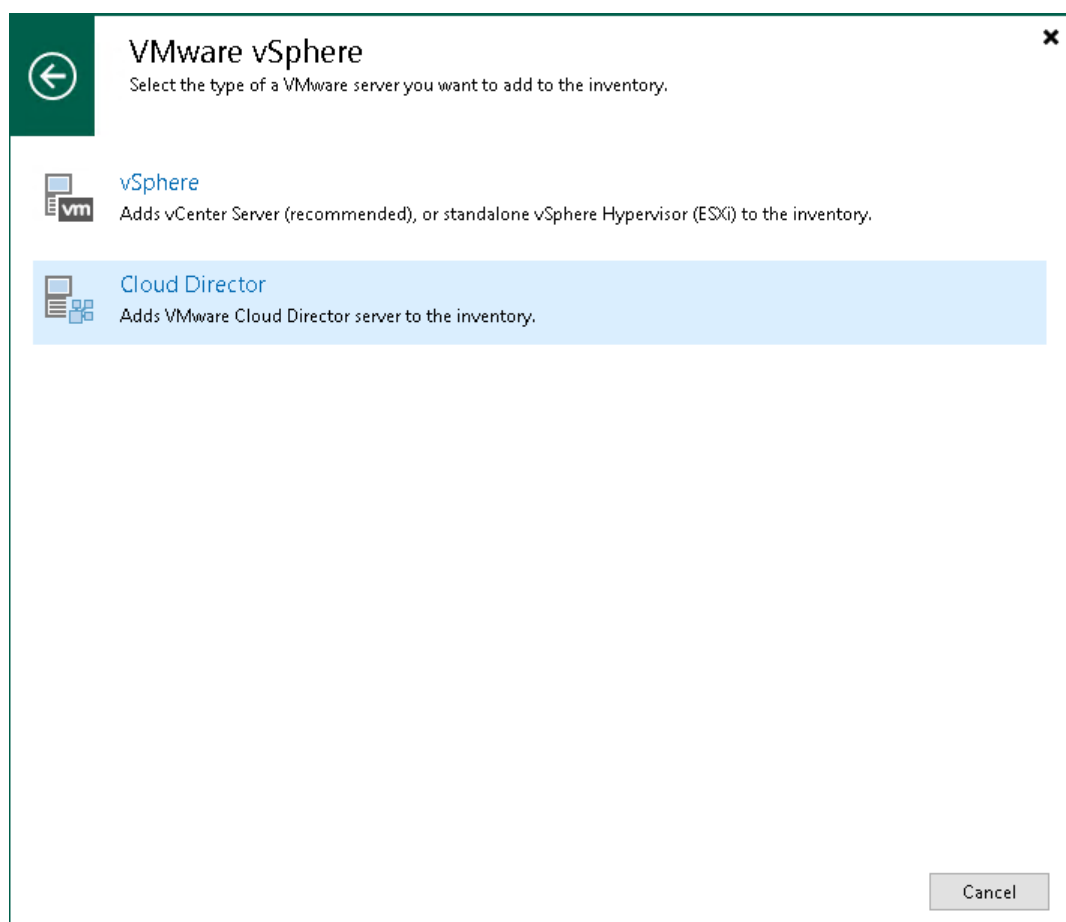 VMware vSphere
Select the type of a VMware server you want to add to the inventory.
vSphere
vm
Adds vCenter Server (recommended), or standalone vSphere Hypervisor (ESXi) to the inventory.
Cloud Director
Adds VMware Cloud Director server to the inventory.
Cancel